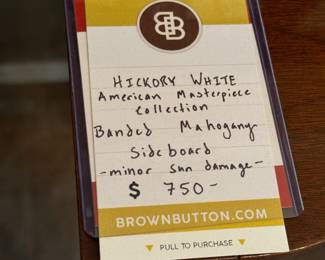 HICKORY WHITE
American Masterpiece
Collection
Banded Mahogany
Sideboard
-minor sun damage-
$ 750-
BROWNBUTTON.COM
PULL TO PURCHASE